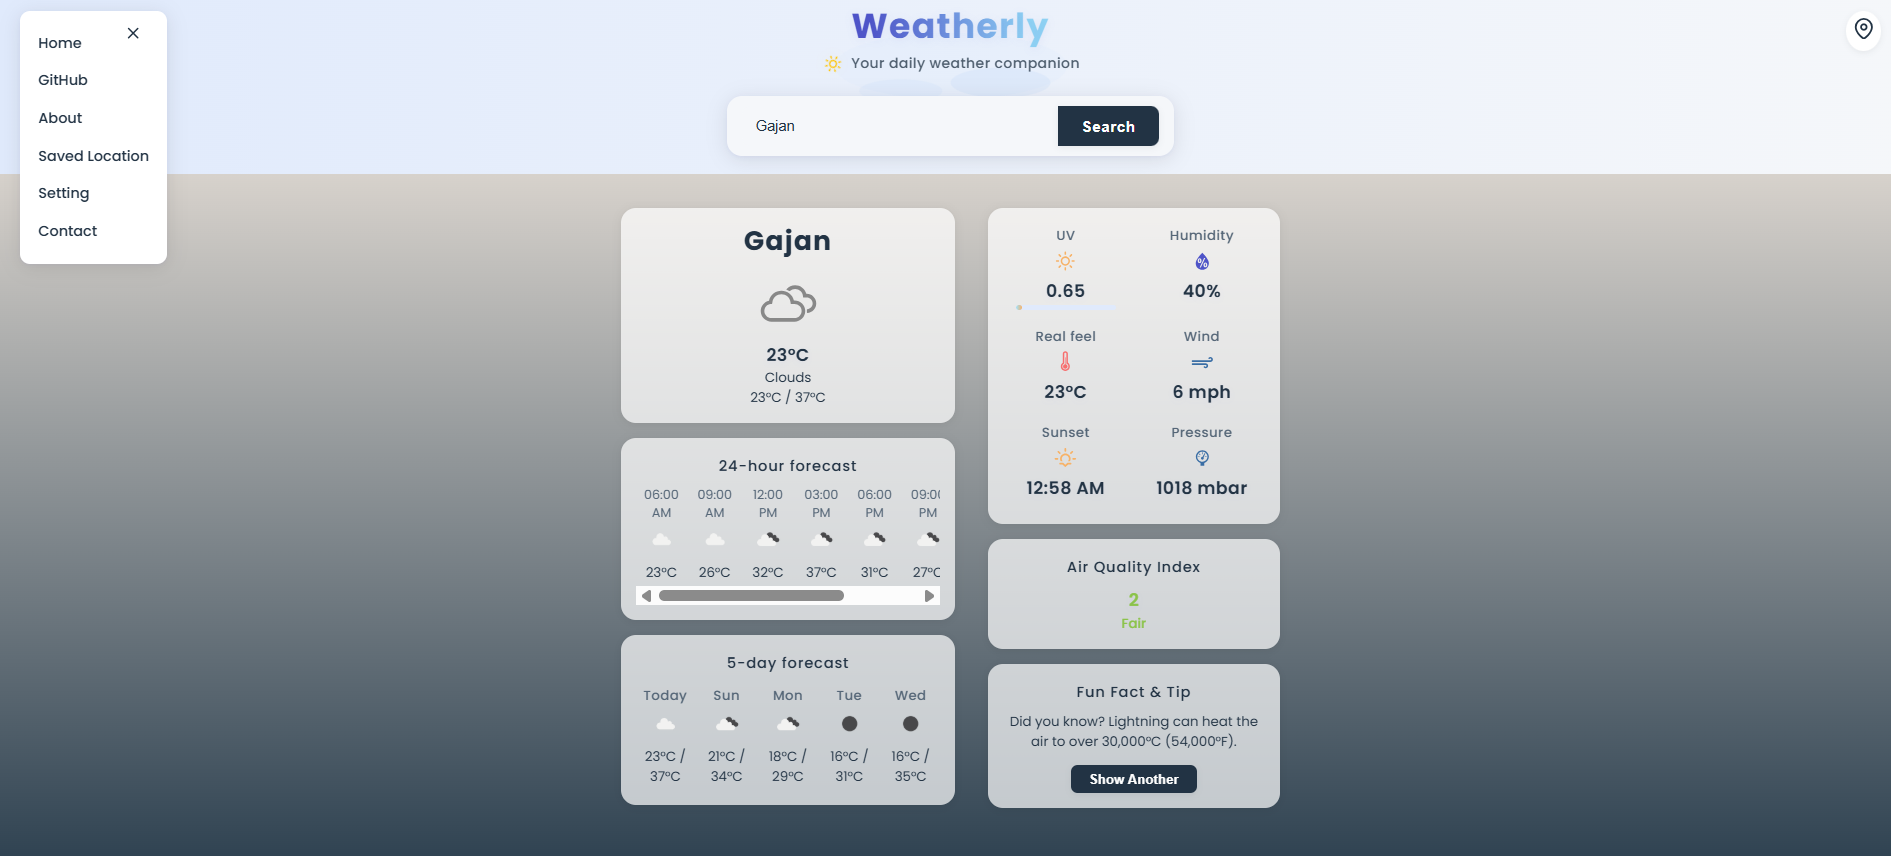 Home
GitHub
About
Saved Location
Setting
Contact
Weatherly
Your daily weather companion
Gajan
Search
Gajan
23°C
Clouds
23°C / 37°C
24-hour forecast
06:00 AM
09:00 AM
12:00 PM
03:00 PM
06:00 PM
09:00 PM
23°C 26°C 32°C 37°C 31°C 27°C
5-day forecast
Today Sun Mon Tue Wed
23°C / 37°C
21°C / 34°C
18°C / 29°C
16°C / 31°C
16°C / 35°C
UV
0.65
Humidity
%
40%
Real feel
23°C
Wind
6 mph
Sunset
12:58 AM
Pressure
1018 mbar
Air Quality Index
2
Fair
Fun Fact & Tip
Did you know? Lightning can heat the
air to over 30,000°C (54,000°F).
Show Another